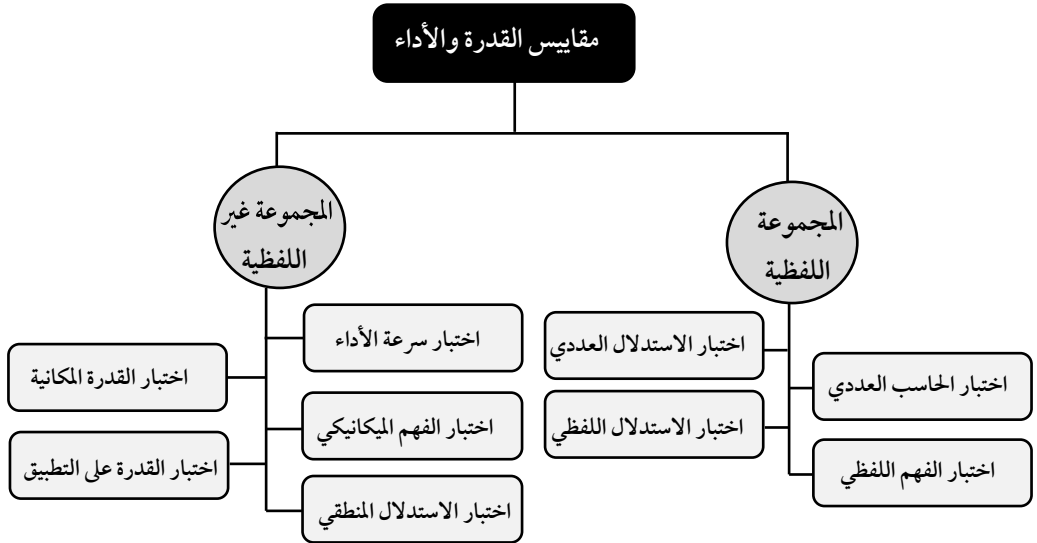 مقاييس القدرة والأداء
المجموعة
اللفظية
المجموعة غير
اللفظية
اختبار الاستدلال العددي
اختبار الحاسب العددي
اختبار الاستدلال اللفظي
اختبار الفهم اللفظي
اختبار سرعة الأداء
اختبار القدرة المكانية
اختبار الفهم الميكانيكي
اختبار القدرة على التطبيق
اختبار الاستدلال المنطقي